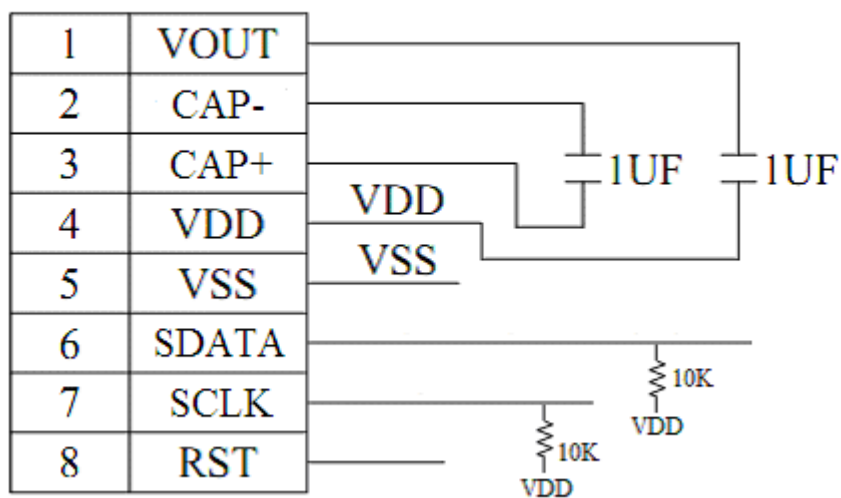 1 VOUT
2 CAP-
3 CAP+
1UF 1UF
4 VDD VDD
5 VSS VSS
6 SDATA
10K
VDD
7 SCLK
10K
VDD
8 RST